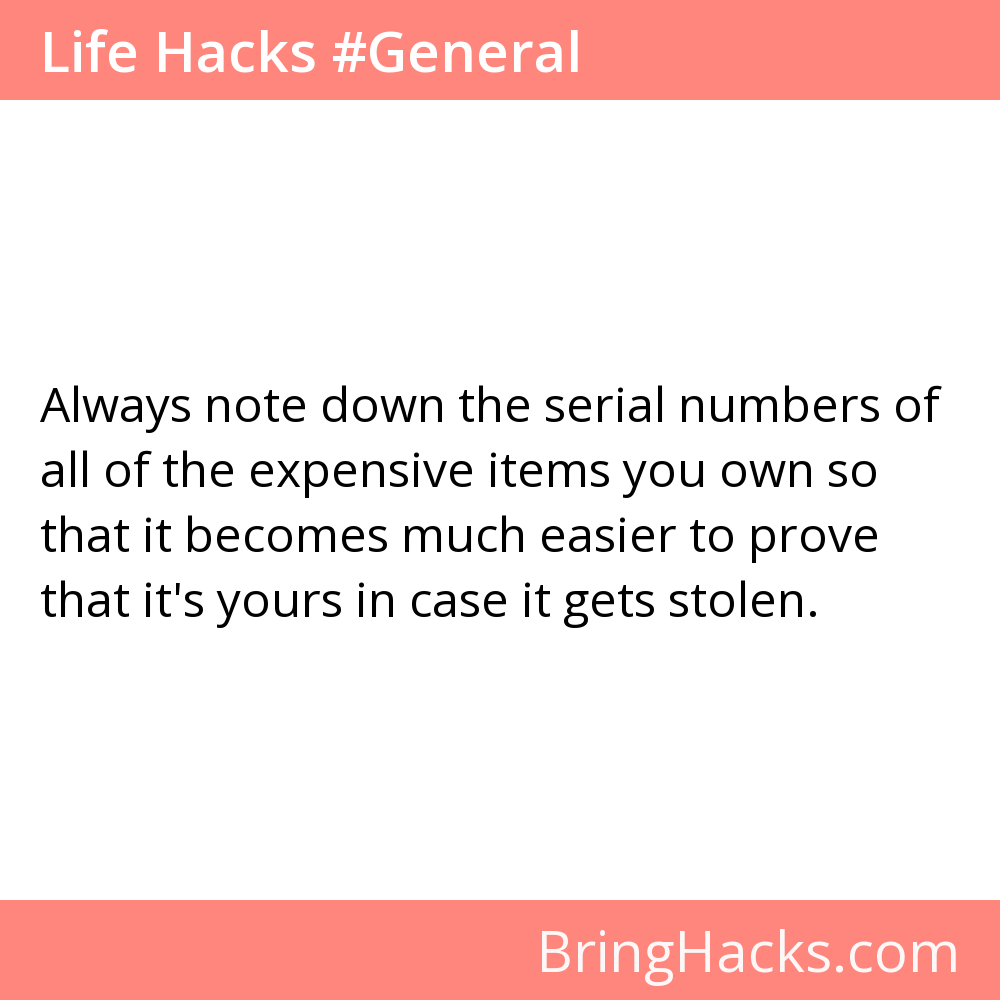 Life Hacks #General
Always note down the serial numbers of
all of the expensive items you own so
that it becomes much easier to prove
that it's yours in case it gets stolen.
BringHacks.com